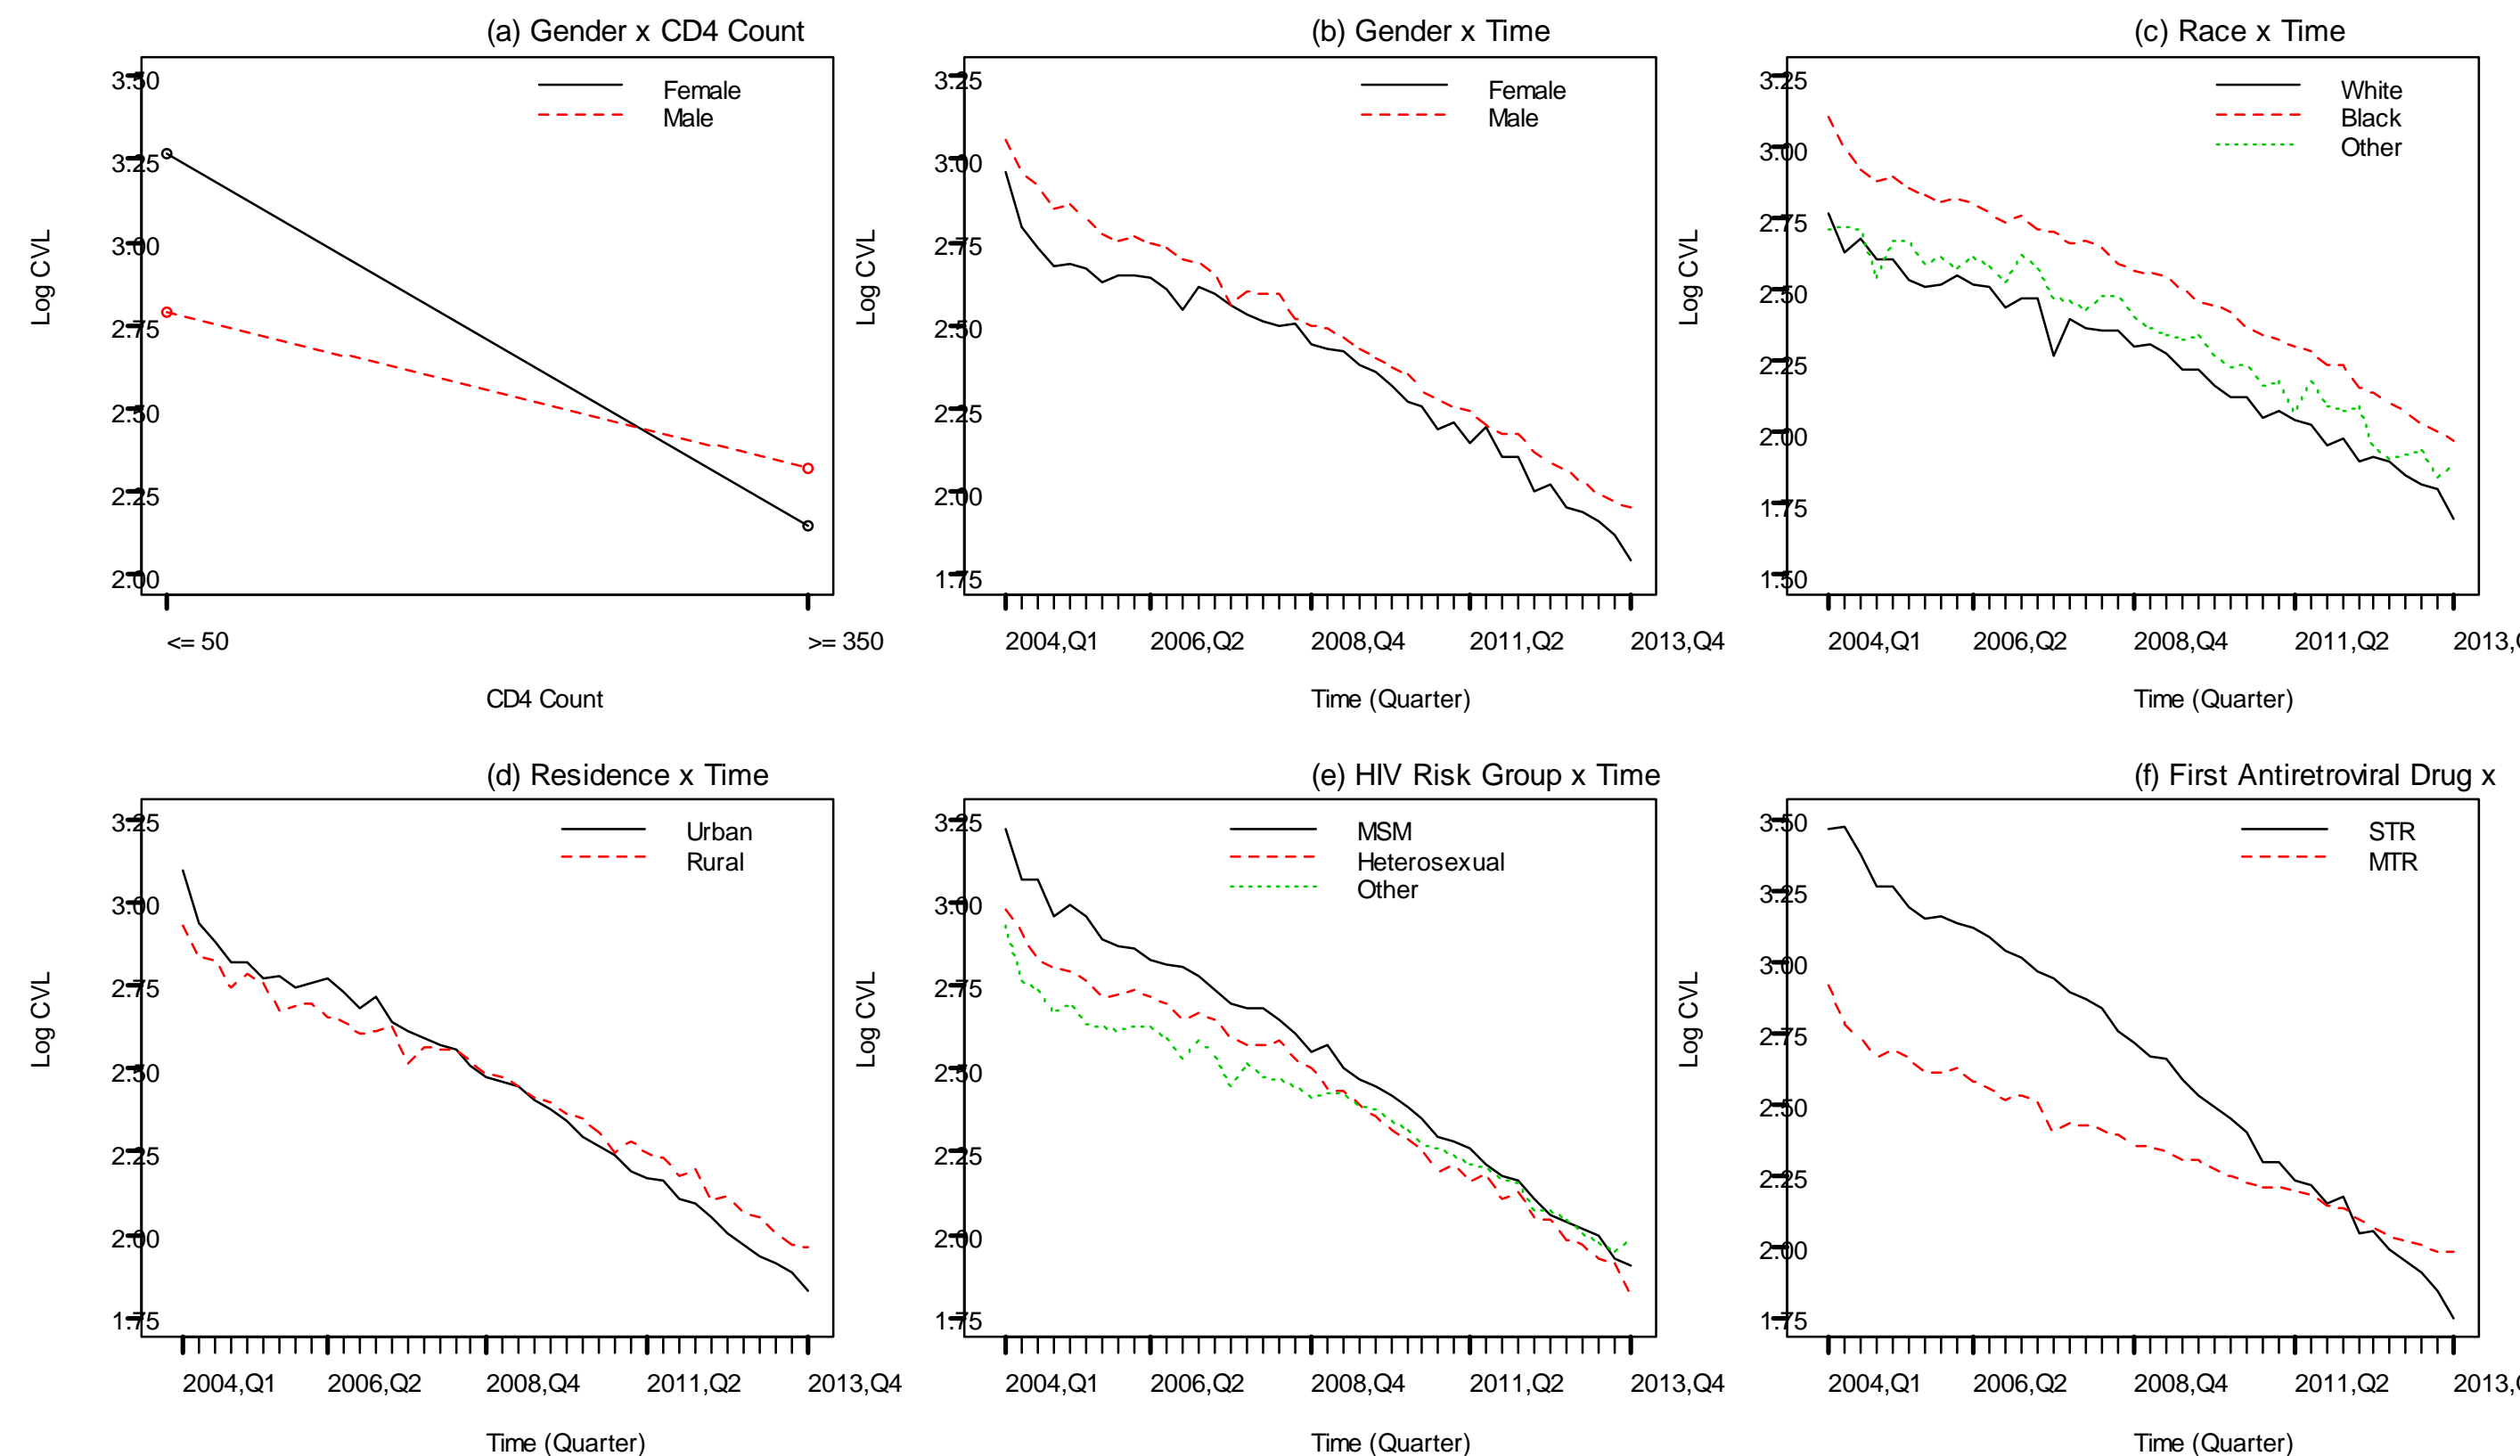 (a) Gender x CD4 Count
Female
Male
3.50
3.25
3.00
2.75
2.50
2.25
2.00
Log CVL
<= 50
>= 350
CD4 Count
(b) Gender x Time
Female
Male
3.25
3.00
2.75
2.50
2.25
2.00
1.75
Log CVL
2004,Q1 2006,Q2 2008,Q4 2011,Q2 2013,Q4
Time (Quarter)
(c) Race x Time
White
Black
Other
3.25
3.00
2.75
2.50
2.25
2.00
1.75
1.50
Log CVL
2004,Q1 2006,Q2 2008,Q4 2011,Q2 2013,Q
Time (Quarter)
(d) Residence x Time
Urban
Rural
3.25
3.00
2.75
2.50
2.25
2.00
1.75
Log CVL
2004,Q1 2006,Q2 2008,Q4 2011,Q2 2013,Q4
Time (Quarter)
(e) HIV Risk Group x Time
MSM
Heterosexual
Other
3.25
3.00
2.75
2.50
2.25
2.00
1.75
Log CVL
2004,Q1 2006,Q2 2008,Q4 2011,Q2 2013,Q4
Time (Quarter)
(f) First Antiretroviral Drug x
STR
MTR
3.50
3.25
3.00
2.75
2.50
2.25
2.00
1.75
Log CVL
2004,Q1 2006,Q2 2008,Q4 2011,Q2 2013,Q
Time (Quarter)